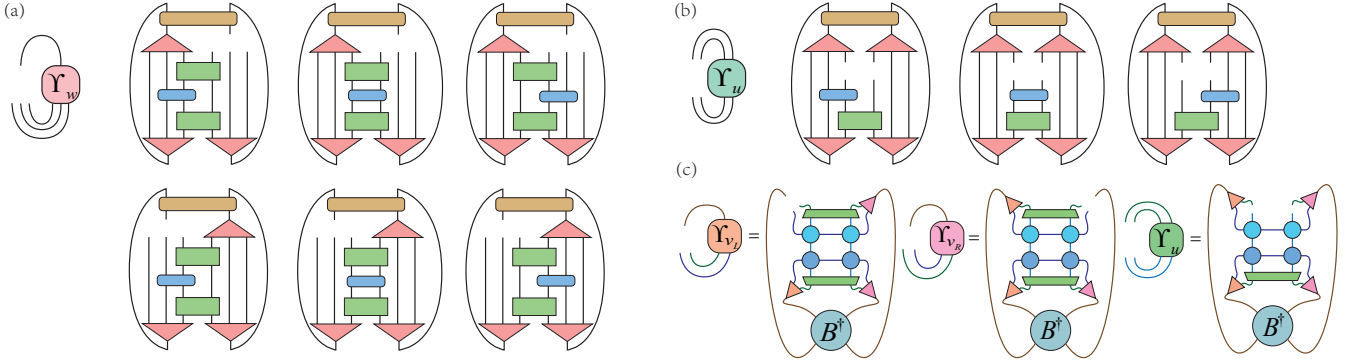 (a)
ϒ_w
(b)
ϒ_u
(c)
ϒ_{v_L} =
B†
ϒ_{v_R} =
B†
ϒ_u =
B†